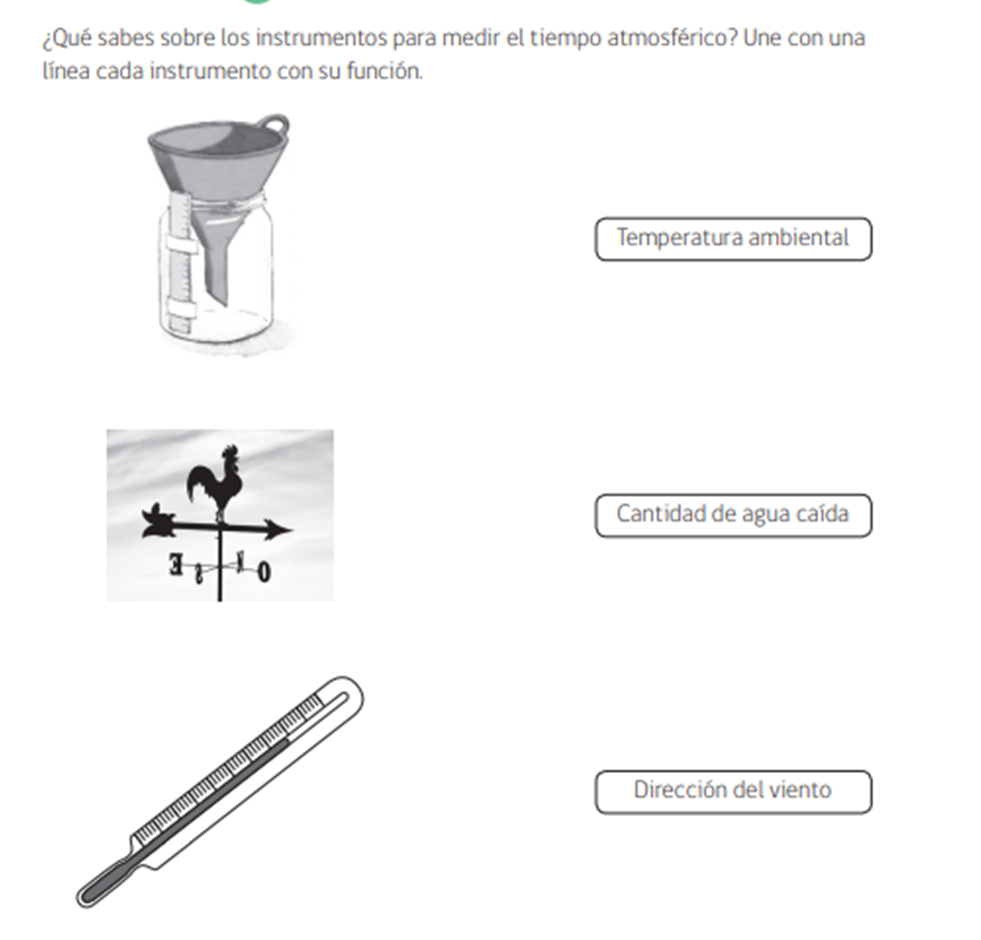 ¿Qué sabes sobre los instrumentos para medir el tiempo atmosférico? Une con una
línea cada instrumento con su función.
Temperatura ambiental
E S N O
Cantidad de agua caída
Dirección del viento